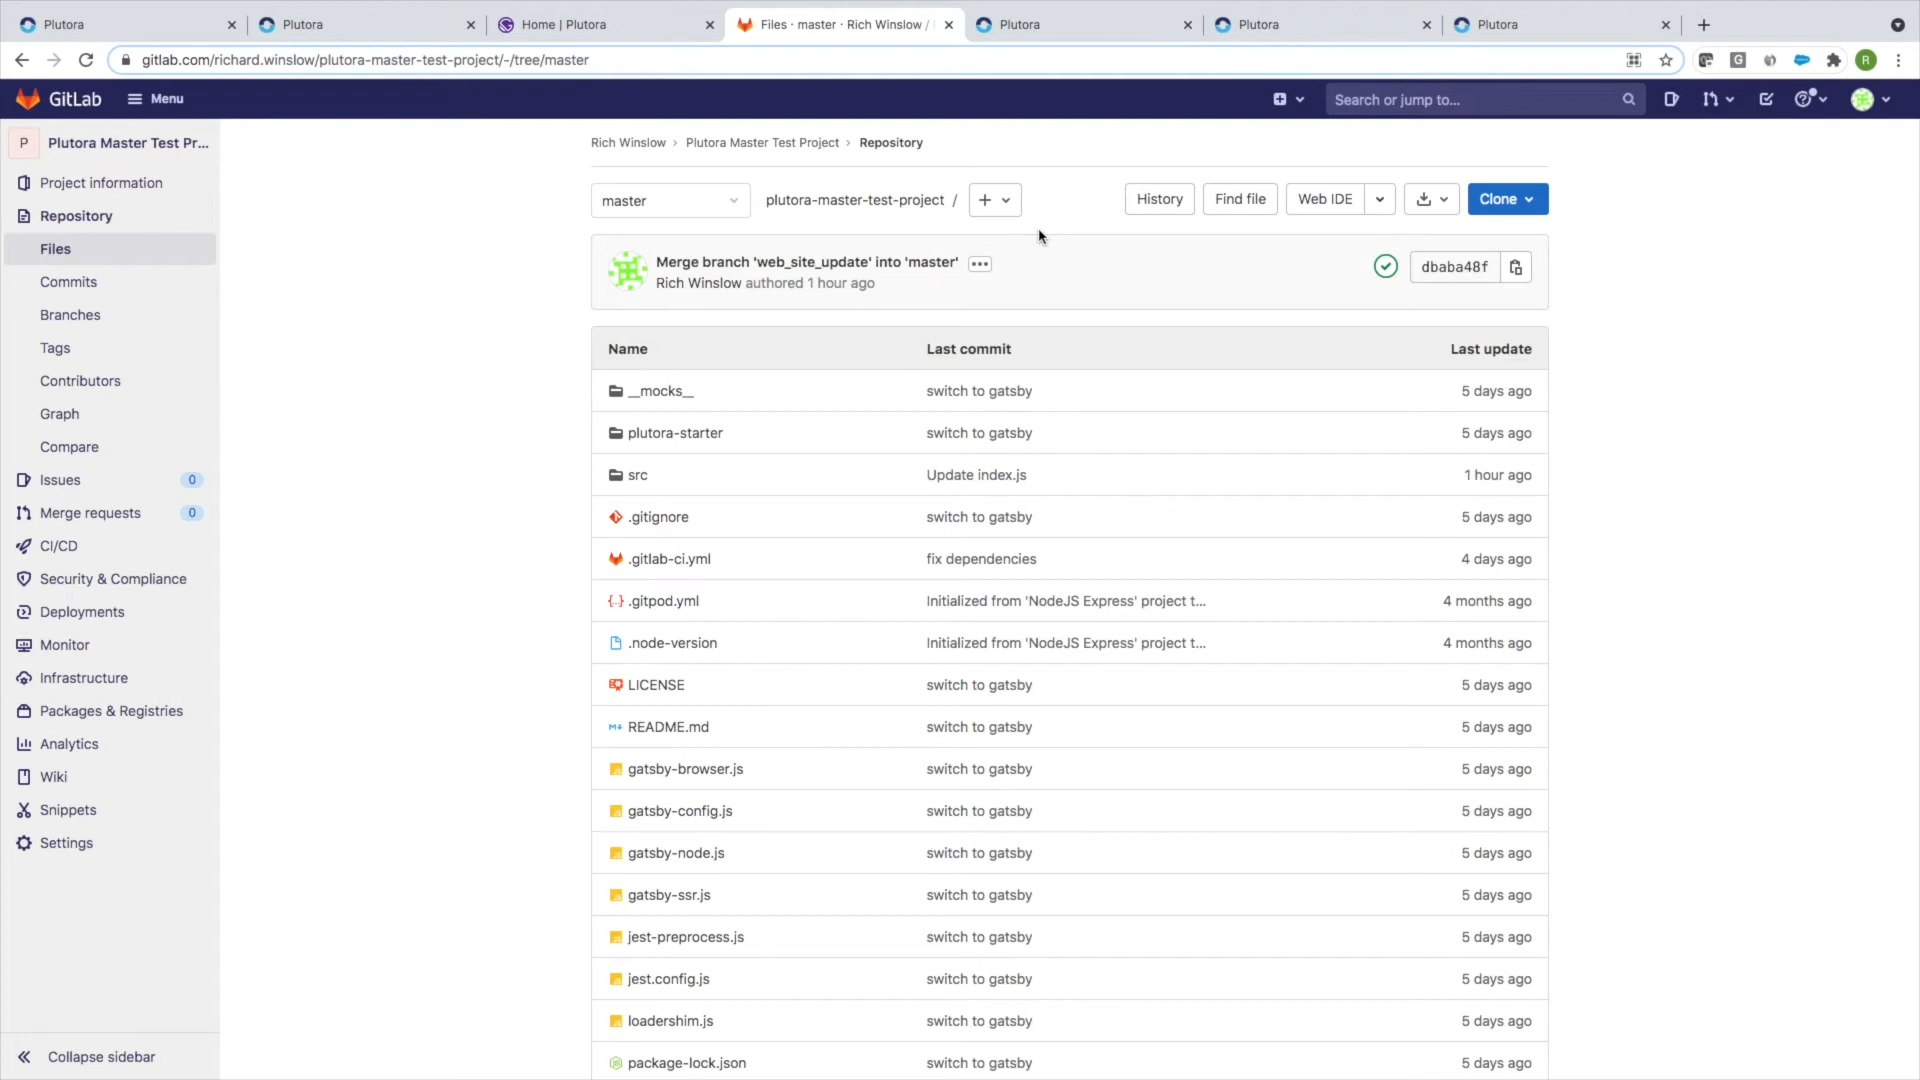 Plutora
Plutora
Home | Plutora
Files · master · Rich Winslow /
Plutora
Plutora
Plutora
gitlab.com/richard.winslow/plutora-master-test-project/-/tree/master
R
GitLab
Menu
Search or jump to...
P
Plutora Master Test Pr...
Project information
Repository
Files
Commits
Branches
Tags
Contributors
Graph
Compare
Issues 0
Merge requests 0
CI/CD
Security & Compliance
Deployments
Monitor
Infrastructure
Packages & Registries
Analytics
Wiki
Snippets
Settings
Collapse sidebar
Rich Winslow › Plutora Master Test Project › Repository
master
plutora-master-test-project /
History
Find file
Web IDE
Clone
Merge branch 'web_site_update' into 'master'
Rich Winslow authored 1 hour ago
dbaba48f
Name Last commit Last update
__mocks__ switch to gatsby 5 days ago
plutora-starter switch to gatsby 5 days ago
src Update index.js 1 hour ago
.gitignore switch to gatsby 5 days ago
.gitlab-ci.yml fix dependencies 4 days ago
.gitpod.yml Initialized from 'NodeJS Express' project t... 4 months ago
.node-version Initialized from 'NodeJS Express' project t... 4 months ago
LICENSE switch to gatsby 5 days ago
README.md switch to gatsby 5 days ago
gatsby-browser.js switch to gatsby 5 days ago
gatsby-config.js switch to gatsby 5 days ago
gatsby-node.js switch to gatsby 5 days ago
gatsby-ssr.js switch to gatsby 5 days ago
jest-preprocess.js switch to gatsby 5 days ago
jest.config.js switch to gatsby 5 days ago
loadershim.js switch to gatsby 5 days ago
package-lock.json switch to gatsby 5 days ago